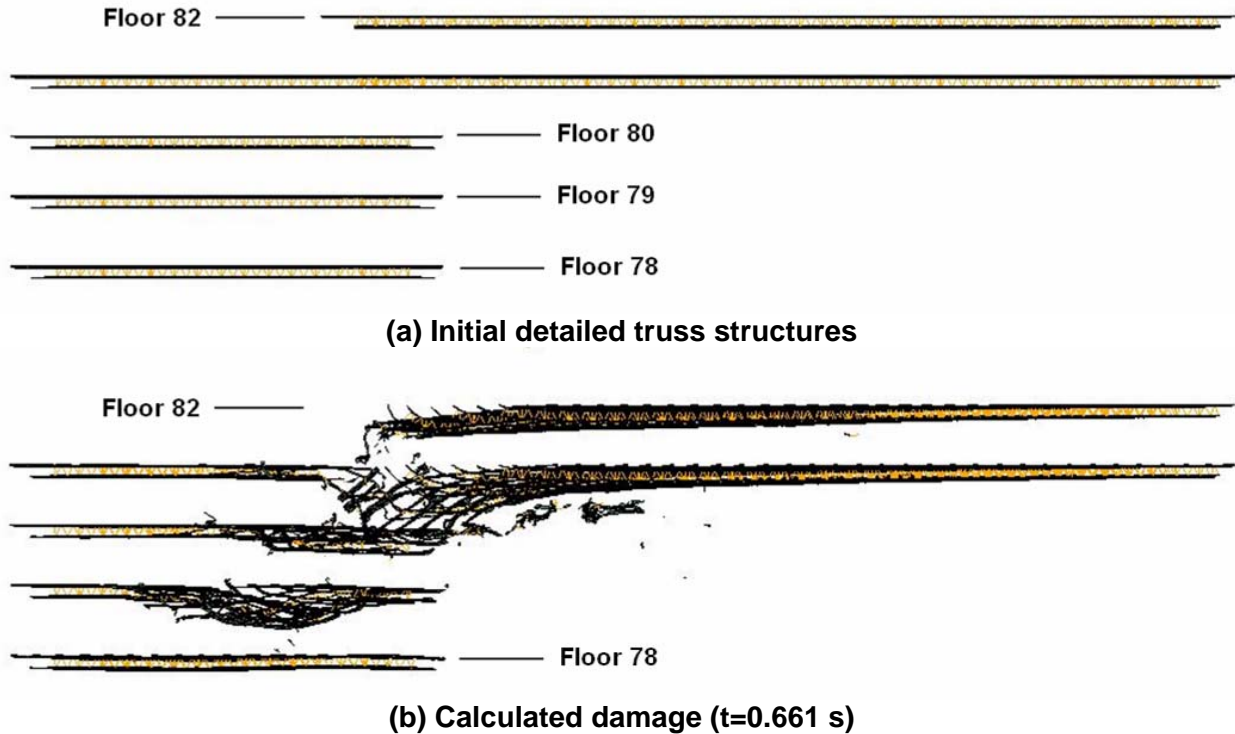 Floor 82
Floor 80
Floor 79
Floor 78
(a) Initial detailed truss structures
Floor 82
Floor 78
(b) Calculated damage (t=0.661 s)